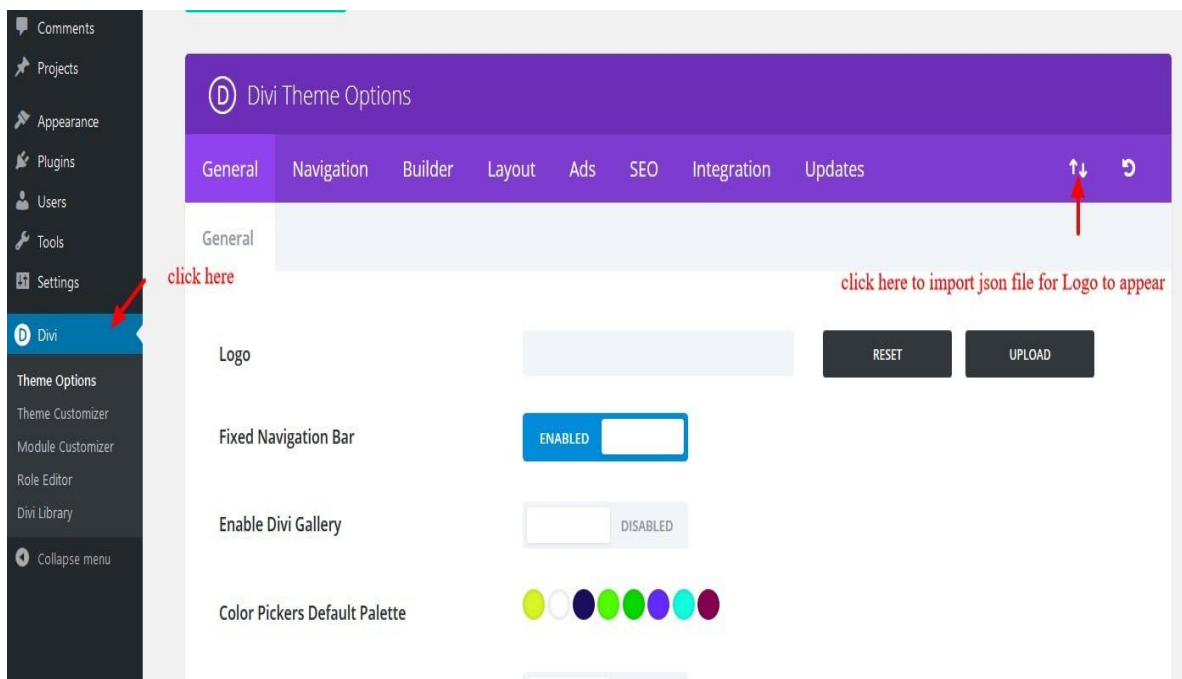 Comments
Projects
Appearance
Plugins
Users
Tools
Settings
Divi
Theme Options
Theme Customizer
Module Customizer
Role Editor
Divi Library
Collapse menu
D Divi Theme Options
General Navigation Builder Layout Ads SEO Integration Updates
General
click here
click here to import json file for Logo to appear
Logo RESET UPLOAD
Fixed Navigation Bar ENABLED
Enable Divi Gallery DISABLED
Color Pickers Default Palette